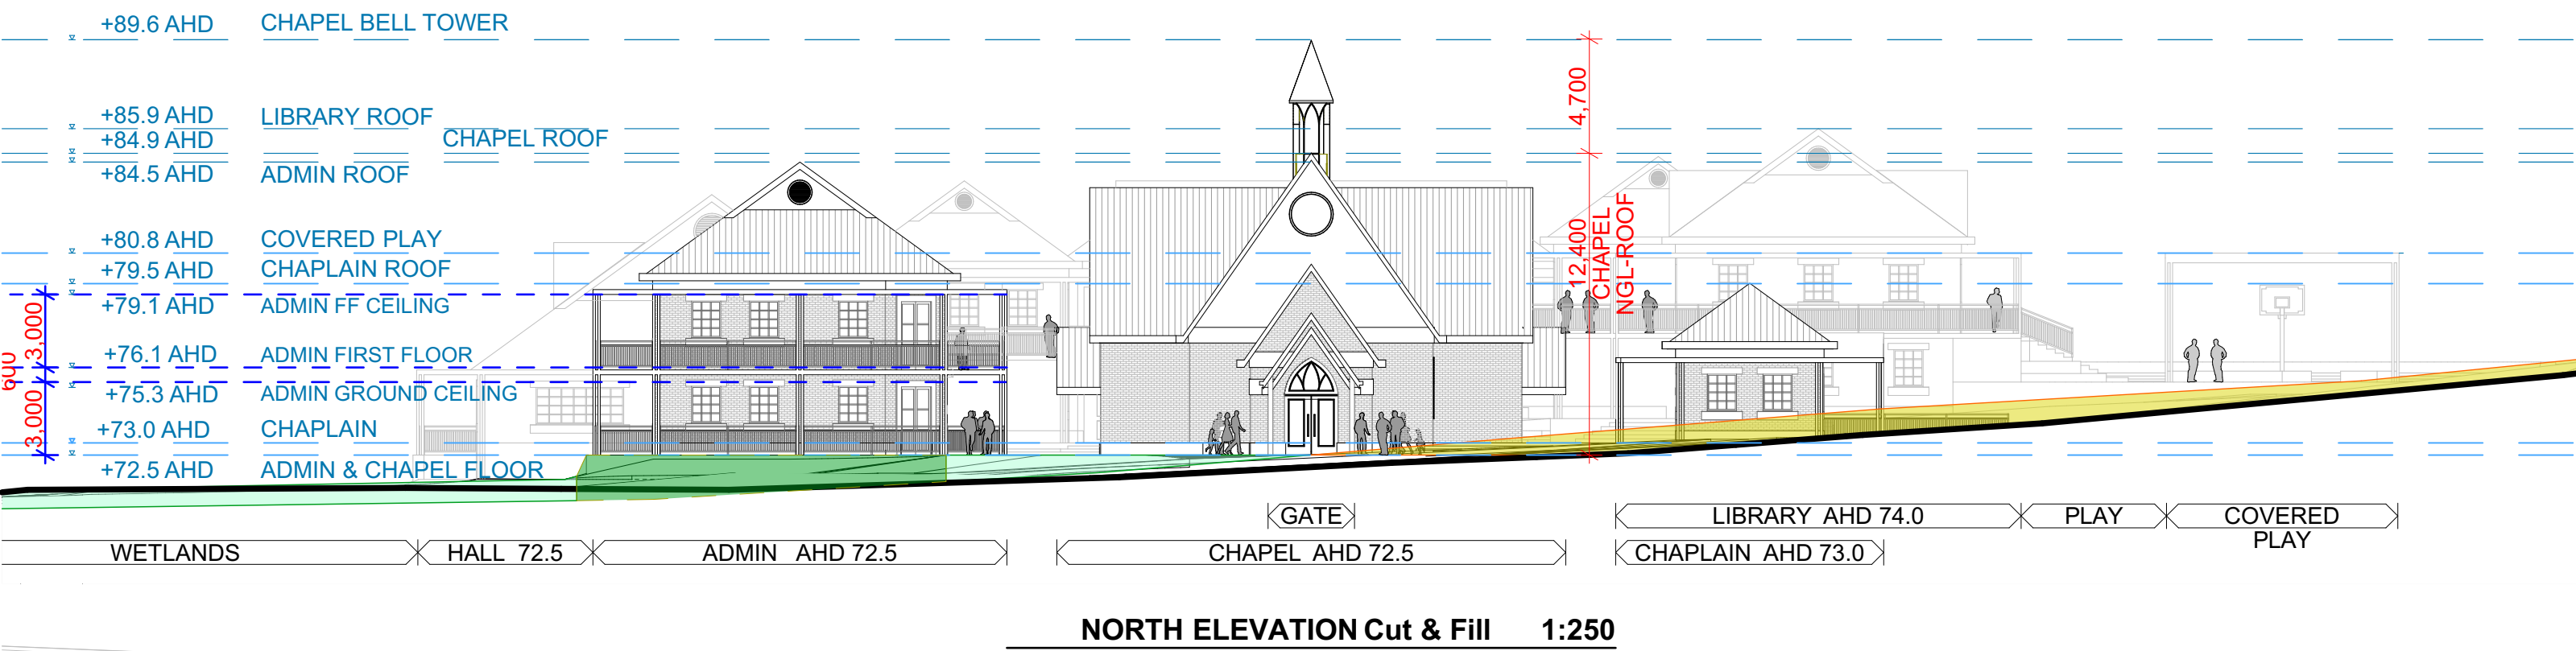 +89.6 AHD CHAPEL BELL TOWER
+85.9 AHD LIBRARY ROOF
+84.9 AHD CHAPEL ROOF
+84.5 AHD ADMIN ROOF
+80.8 AHD COVERED PLAY
+79.5 AHD CHAPLAIN ROOF
+79.1 AHD ADMIN FF CEILING
+76.1 AHD ADMIN FIRST FLOOR
+75.3 AHD ADMIN GROUND CEILING
+73.0 AHD CHAPLAIN
+72.5 AHD ADMIN & CHAPEL FLOOR
3,000
600
3,000
4,700
12,400
CHAPEL
NGL-ROOF
GATE
LIBRARY AHD 74.0
PLAY
COVERED
PLAY
WETLANDS
HALL 72.5
ADMIN AHD 72.5
CHAPEL AHD 72.5
CHAPLAIN AHD 73.0
NORTH ELEVATION Cut & Fill 1:250